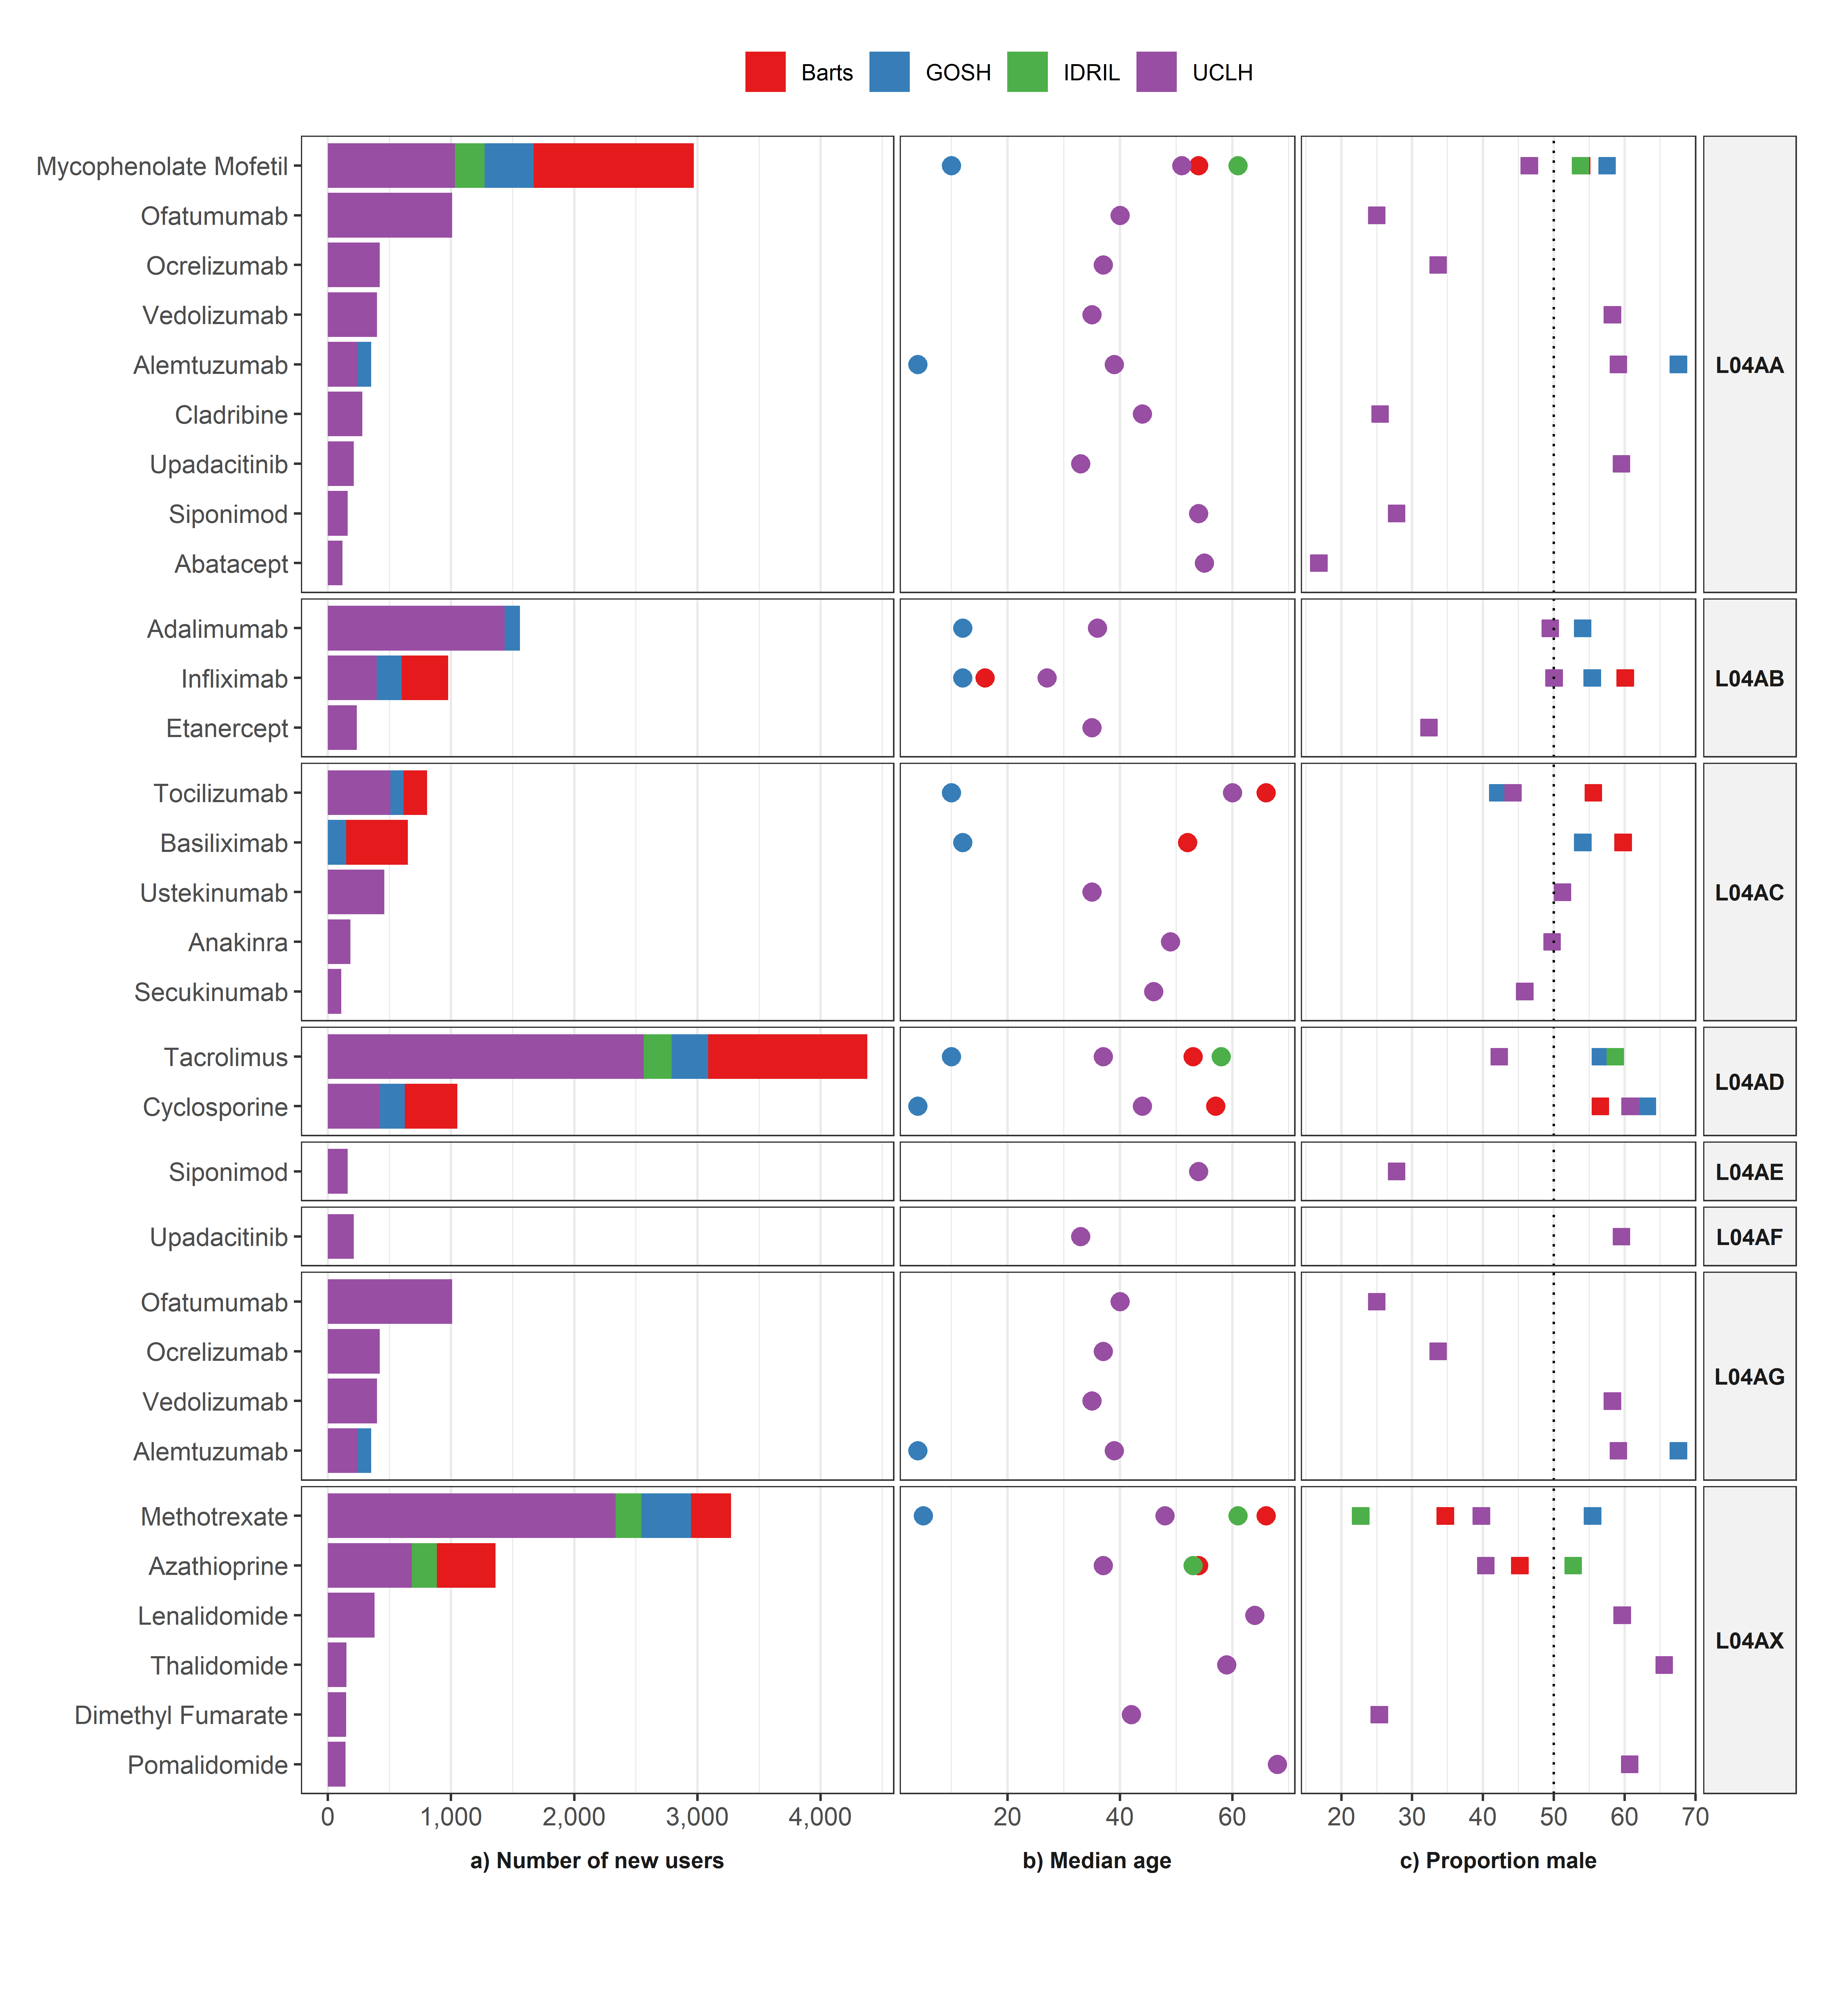 Barts GOSH IDRIL UCLH
Mycophenolate Mofetil
Ofatumumab
Ocrelizumab
Vedolizumab
Alemtuzumab
Cladribine
Upadacitinib
Siponimod
Abatacept
L04AA
Adalimumab
Infliximab
Etanercept
L04AB
Tocilizumab
Basiliximab
Ustekinumab
Anakinra
Secukinumab
L04AC
Tacrolimus
Cyclosporine
L04AD
Siponimod
L04AE
Upadacitinib
L04AF
Ofatumumab
Ocrelizumab
Vedolizumab
Alemtuzumab
L04AG
Methotrexate
Azathioprine
Lenalidomide
Thalidomide
Dimethyl Fumarate
Pomalidomide
L04AX
0 1,000 2,000 3,000 4,000 20 40 60 20 30 40 50 60 70
a) Number of new users b) Median age c) Proportion male